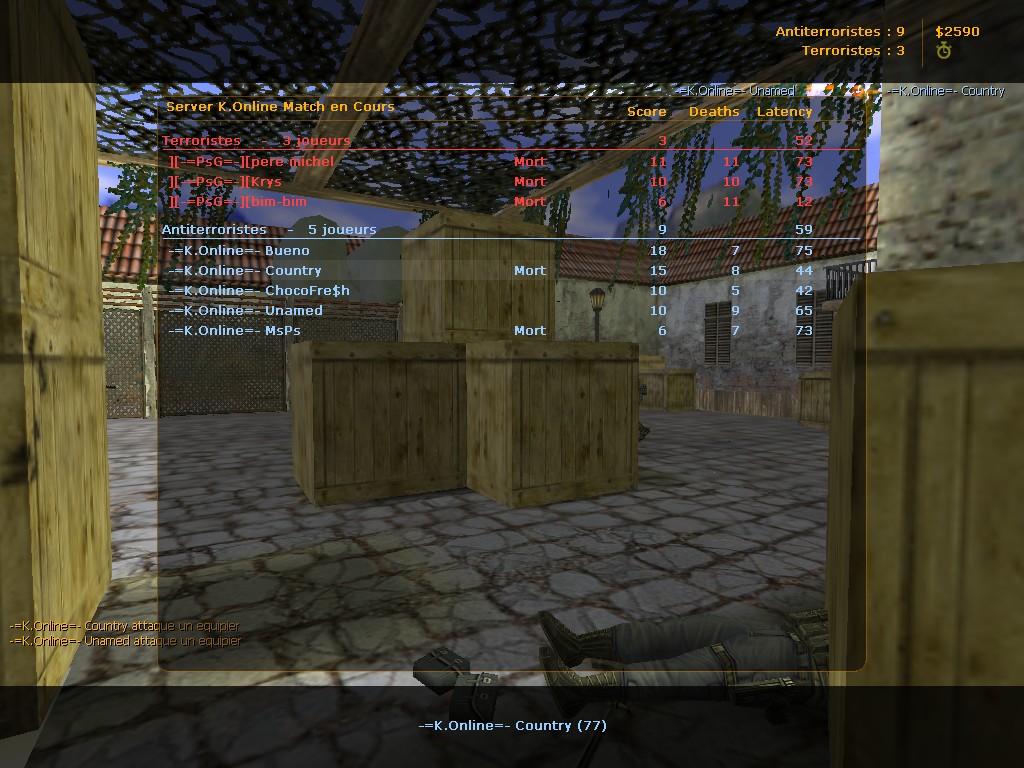 Antiterroristes : 9 $2590
Terroristes : 3
-=K.Online=- Unamed -=K.Online=- Country
Server K.Online Match en Cours
Score Deaths Latency
Terroristes - 3 joueurs 3 52
][-=PsG=-][pere michel Mort 11 11 73
][-=PsG=-][Krys Mort 10 10 73
][-=PsG=-][bim-bim Mort 6 11 12
Antiterroristes - 5 joueurs 9 59
-=K.Online=- Bueno 18 7 75
-=K.Online=- Country Mort 15 8 44
-=K.Online=- ChocoFre$h 10 5 42
-=K.Online=- Unamed 10 9 65
-=K.Online=- MsPs Mort 6 7 73
-=K.Online=- Country attaque un equipier
-=K.Online=- Unamed attaque un equipier
-=K.Online=- Country (77)